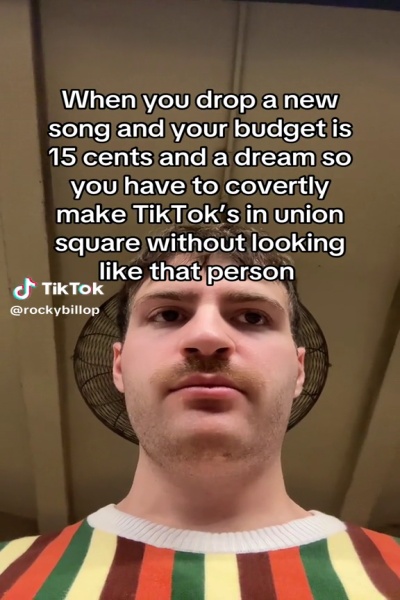 When you drop a new
song and your budget is
15 cents and a dream so
you have to covertly
make TikTok's in union
square without looking
like that person
TikTok
@rockybillop